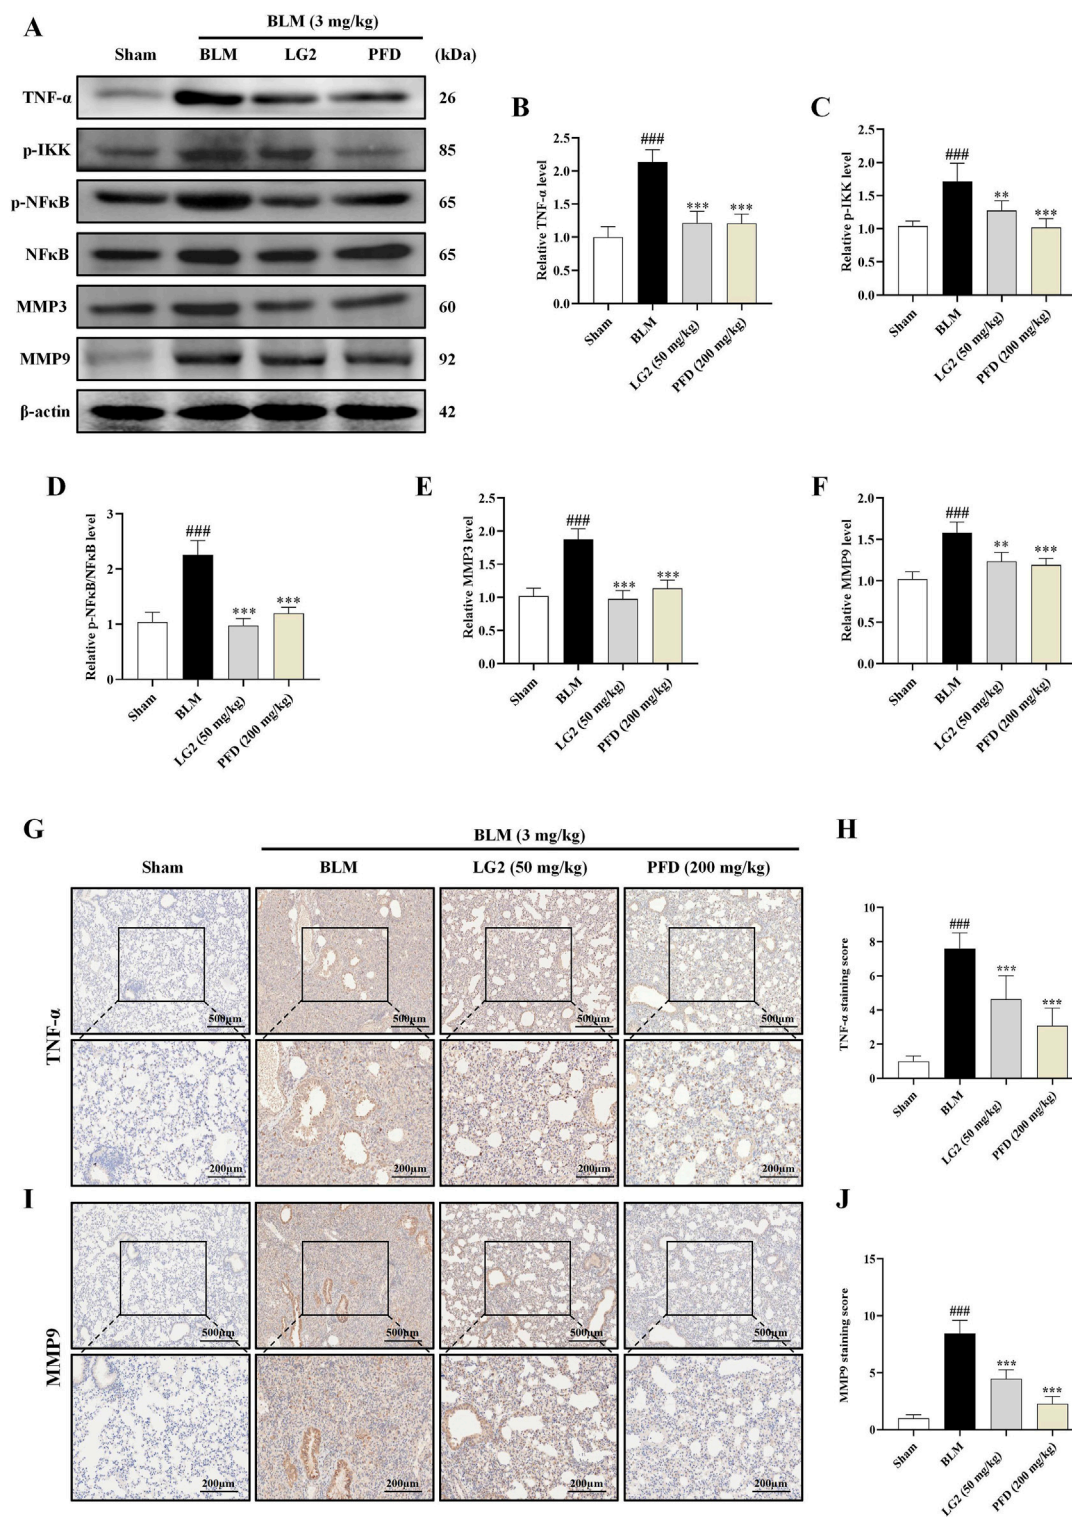 A
BLM (3 mg/kg)
Sham BLM LG2 PFD (kDa)
TNF-α 26
p-IKK 85
p-NFκB 65
NFκB 65
MMP3 60
MMP9 92
β-actin 42
B
Relative TNF-α level
2.5
2.0
1.5
1.0
0.5
0.0
###
***
***
Sham
BLM
LG2 (50 mg/kg)
PFD (200 mg/kg)
C
Relative p-IKK level
2.5
2.0
1.5
1.0
0.5
0.0
###
**
***
Sham
BLM
LG2 (50 mg/kg)
PFD (200 mg/kg)
D
Relative p-NFκB/NFκB level
3
2
1
0
###
***
***
Sham
BLM
LG2 (50 mg/kg)
PFD (200 mg/kg)
E
Relative MMP3 level
2.5
2.0
1.5
1.0
0.5
0.0
###
***
***
Sham
BLM
LG2 (50 mg/kg)
PFD (200 mg/kg)
F
Relative MMP9 level
2.0
1.5
1.0
0.5
0.0
###
**
***
Sham
BLM
LG2 (50 mg/kg)
PFD (200 mg/kg)
G
BLM (3 mg/kg)
Sham BLM LG2 (50 mg/kg) PFD (200 mg/kg)
TNF-α
500μm 500μm 500μm 500μm
200μm 200μm 200μm 200μm
H
TNF-α staining score
10
8
6
4
2
0
###
***
***
Sham
BLM
LG2 (50 mg/kg)
PFD (200 mg/kg)
I
MMP9
500μm 500μm 500μm 500μm
200μm 200μm 200μm 200μm
J
MMP9 staining score
15
10
5
0
###
***
***
Sham
BLM
LG2 (50 mg/kg)
PFD (200 mg/kg)